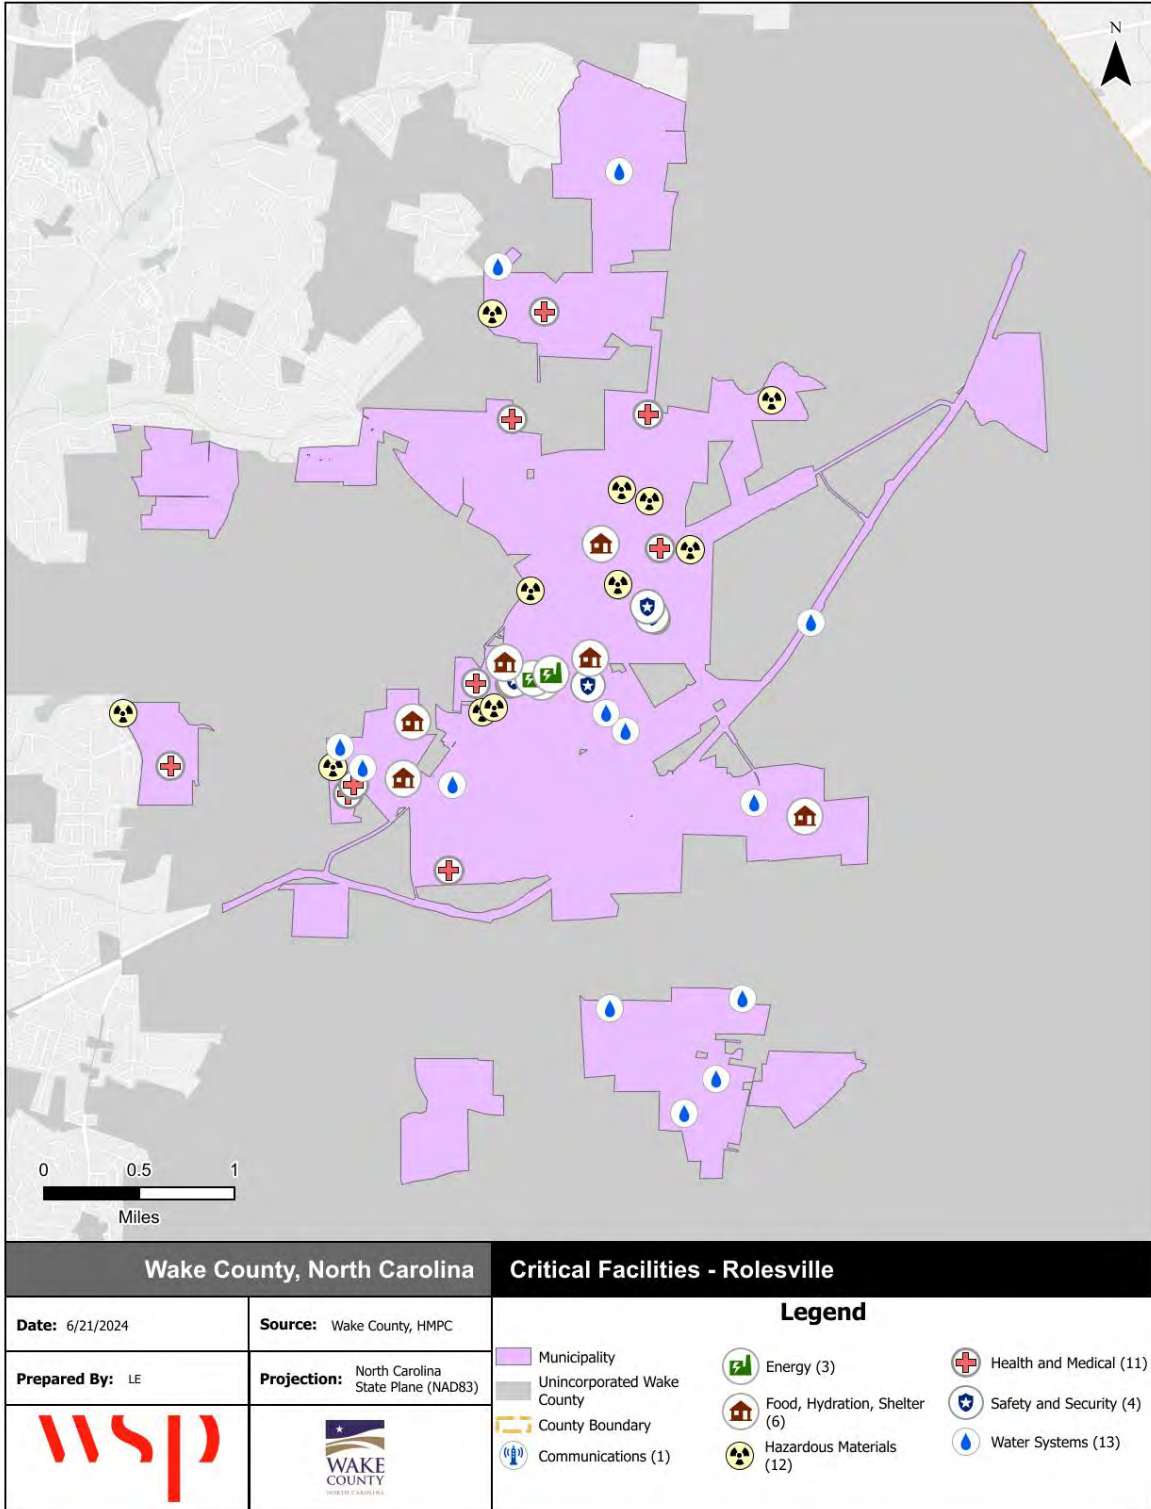 N
0 0.5 1
Miles
Wake County, North Carolina
Critical Facilities - Rolesville
Date: 6/21/2024
Source: Wake County, HMPC
Prepared By: LE
Projection: North Carolina
State Plane (NAD83)
wsp
WAKE
COUNTY
NORTH CAROLINA
Legend
Municipality
Unincorporated Wake
County
County Boundary
Communications (1)
Energy (3)
Food, Hydration, Shelter
(6)
Hazardous Materials
(12)
Health and Medical (11)
Safety and Security (4)
Water Systems (13)